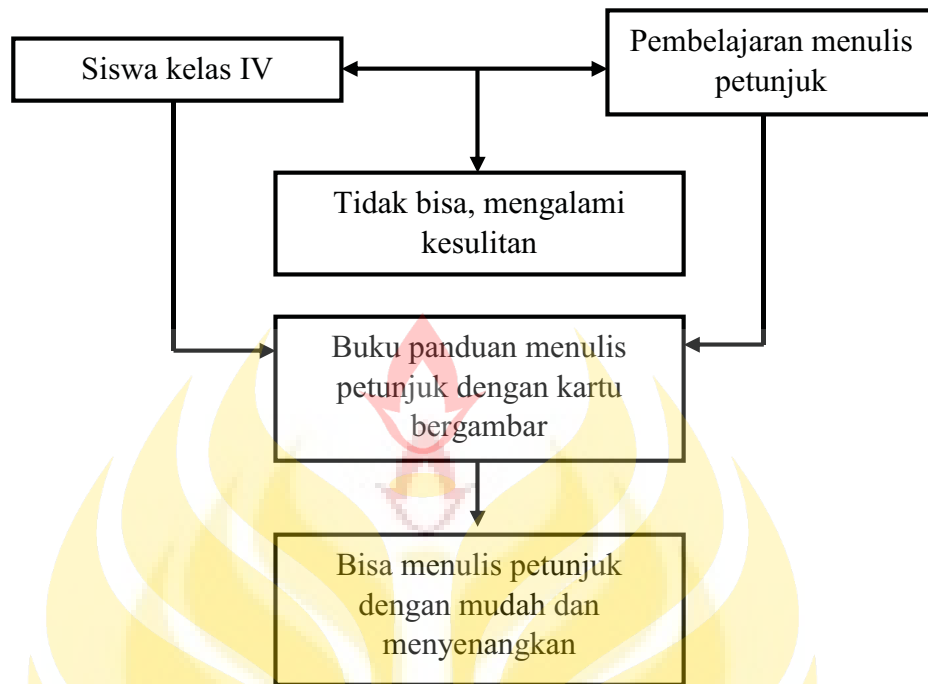 Siswa kelas IV
Pembelajaran menulis
petunjuk
Tidak bisa, mengalami
kesulitan
Buku panduan menulis
petunjuk dengan kartu
bergambar
Bisa menulis petunjuk
dengan mudah dan
menyenangkan